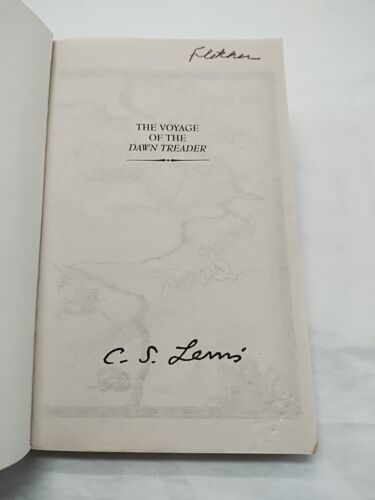 Fletcher
THE VOYAGE
OF THE
DAWN TREADER
C. S. Lewis